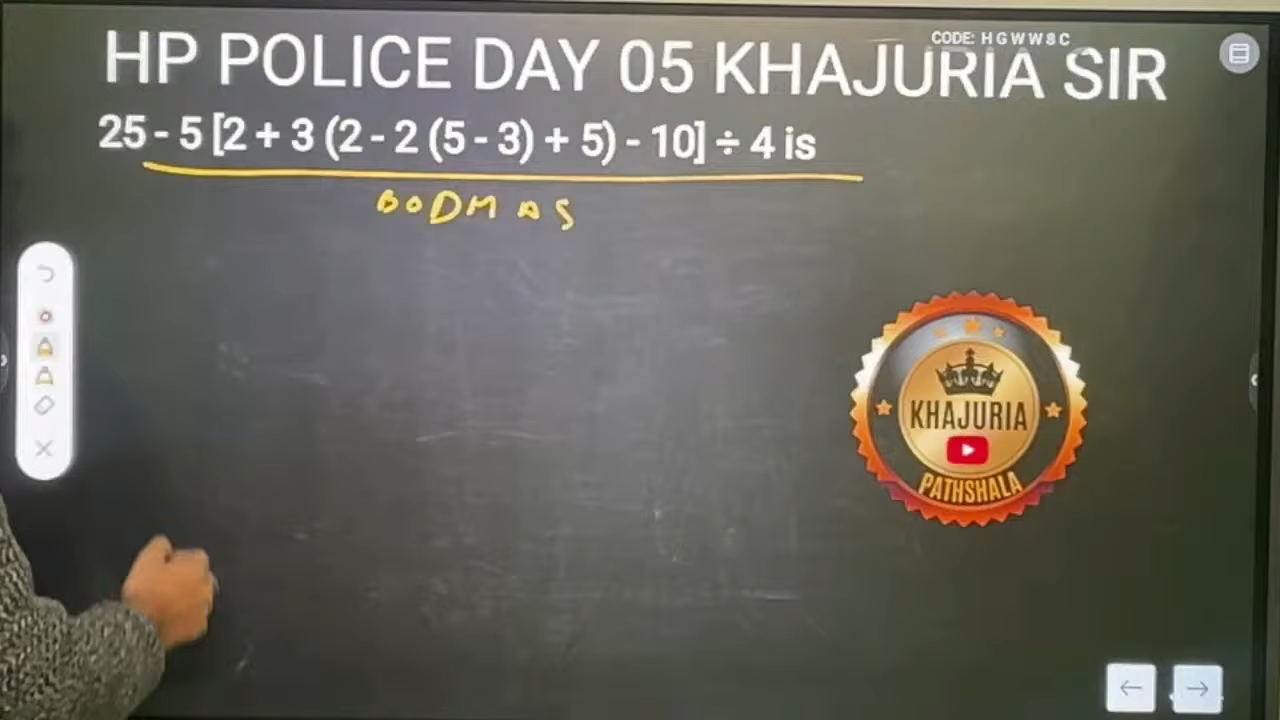 CODE: HGWW8C
HP POLICE DAY 05 KHAJURIA SIR
25 - 5 [2 + 3 (2 - 2 (5 - 3) + 5) - 10] ÷ 4 is
BODMAS
KHAJURIA
PATHSHALA